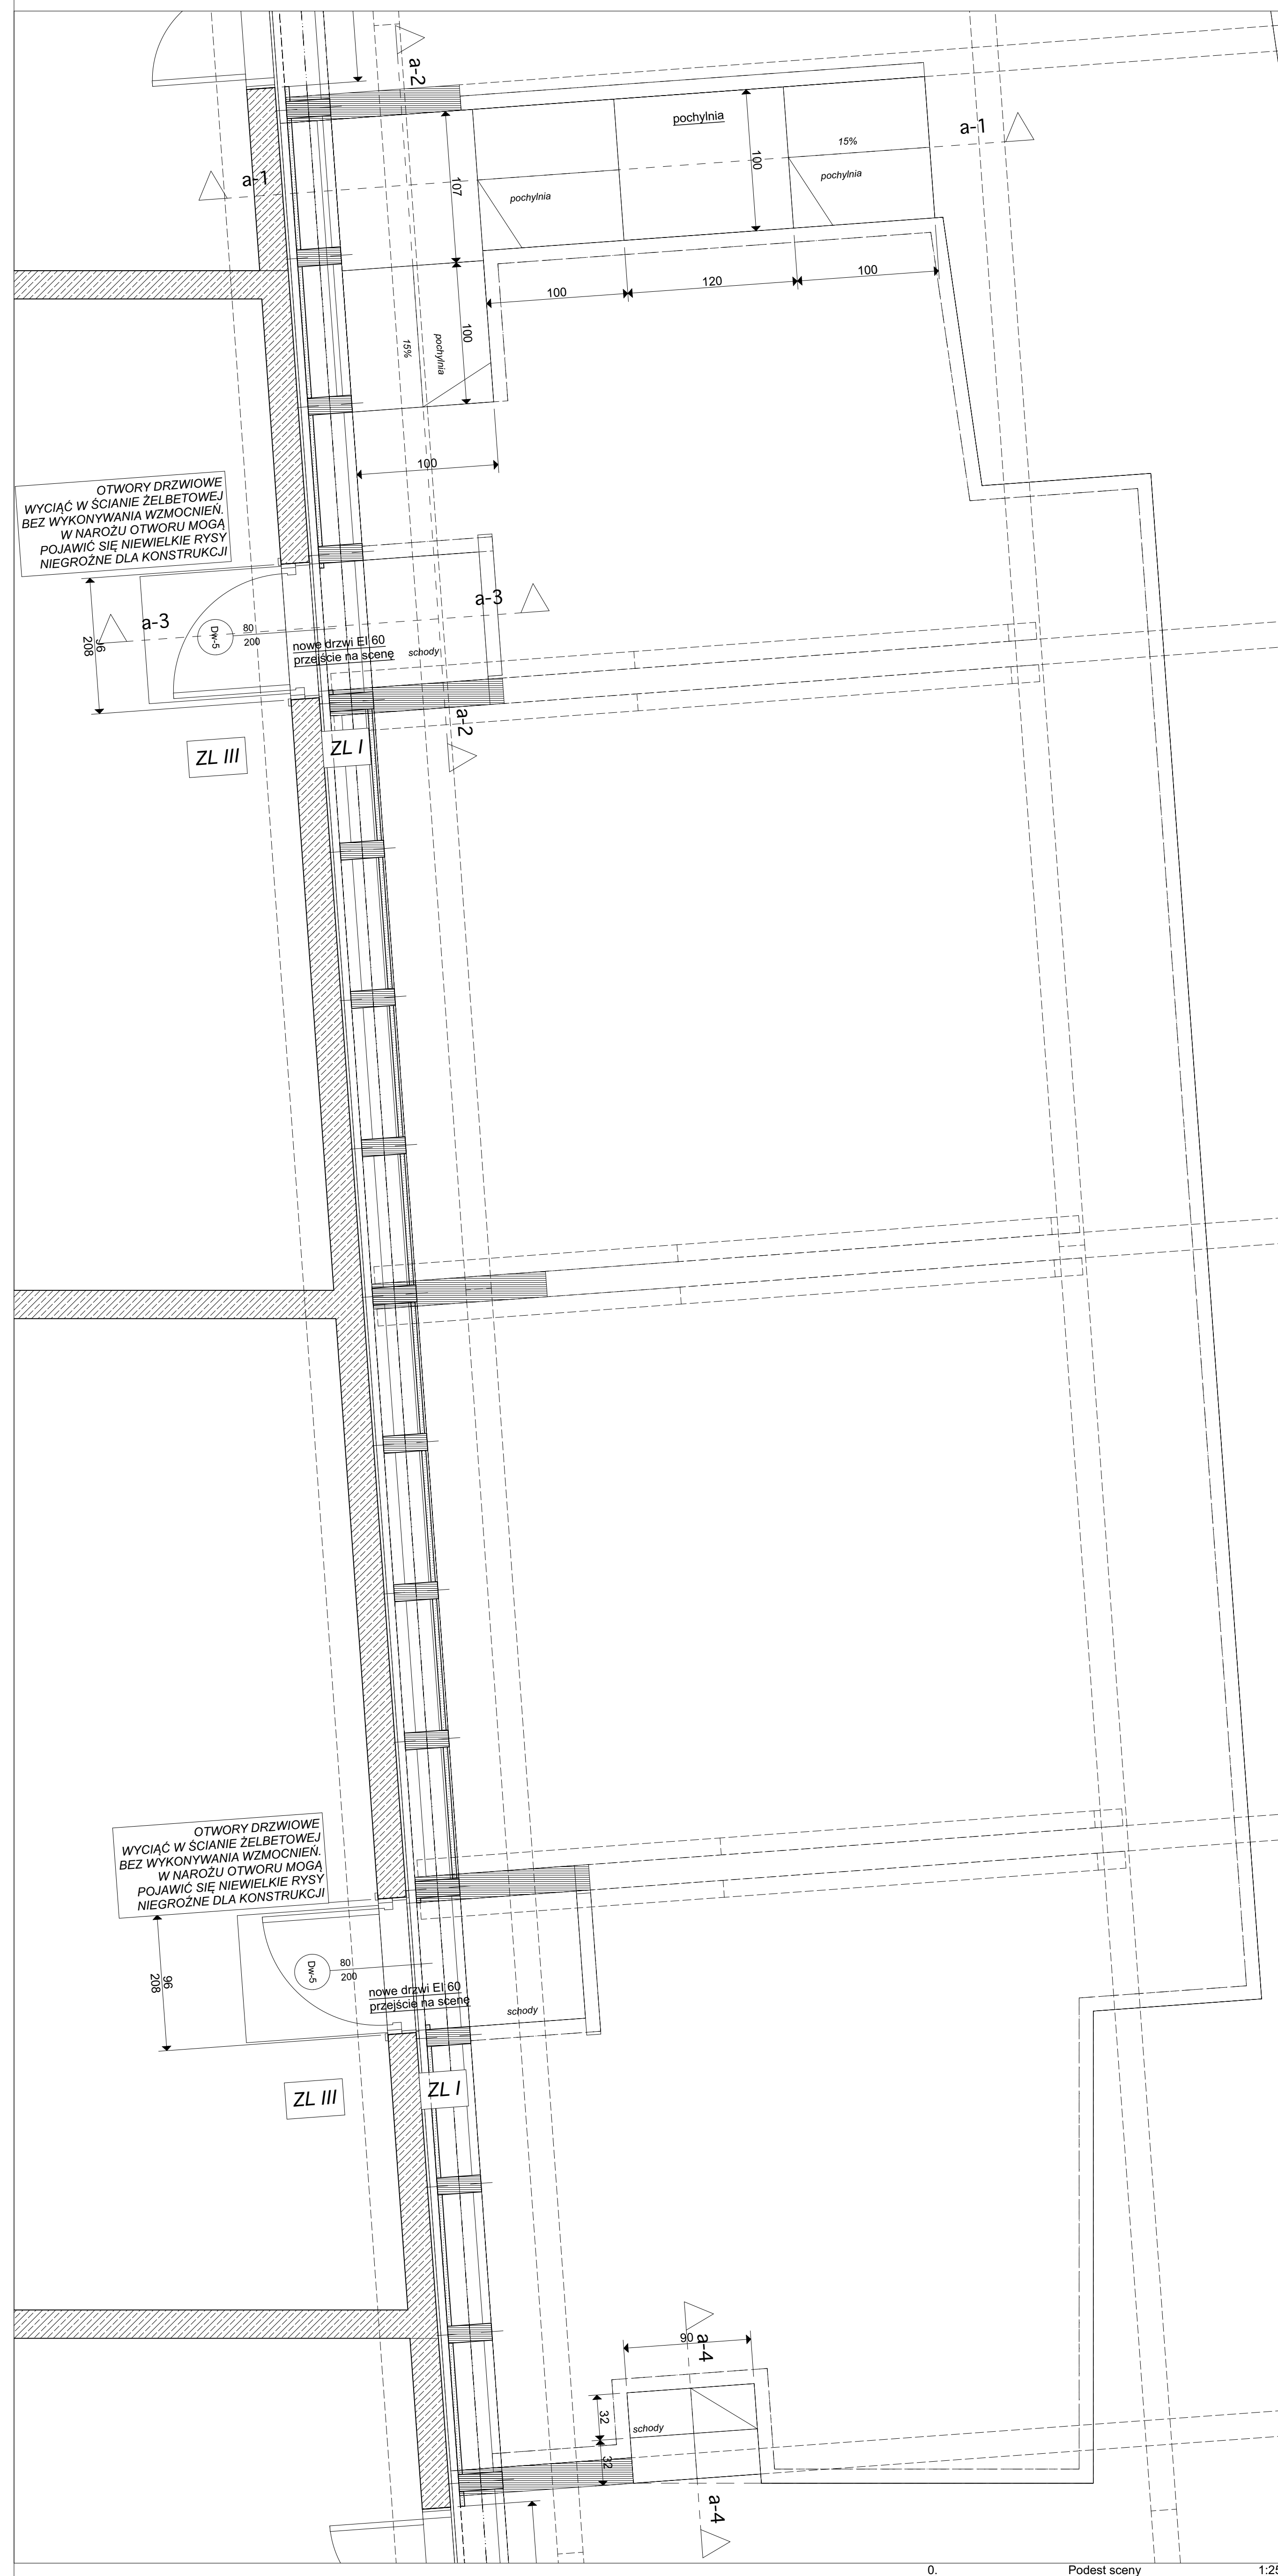 a-2
pochylnia
a-1
15%
pochylnia
100
a-1
107
pochylnia
100
120
100
100
15%
pochylnia
100
OTWORY DRZWIOWE
WYCIĄĆ W ŚCIANIE ŻELBETOWEJ
BEZ WYKONYWANIA WZMOCNIEŃ.
W NAROŻU OTWORU MOGĄ
POJAWIĆ SIĘ NIEWIELKIE RYSY
NIEGROŹNE DLA KONSTRUKCJI
a-3
a-3
96
208
Dw-5
80
200
nowe drzwi EI 60
przejście na scenę
schody
a-2
ZL III
ZL I
OTWORY DRZWIOWE
WYCIĄĆ W ŚCIANIE ŻELBETOWEJ
BEZ WYKONYWANIA WZMOCNIEŃ.
W NAROŻU OTWORU MOGĄ
POJAWIĆ SIĘ NIEWIELKIE RYSY
NIEGROŹNE DLA KONSTRUKCJI
96
208
Dw-5
80
200
nowe drzwi EI 60
przejście na scenę
schody
ZL III
ZL I
90
a-4
32
schody
32
a-4
0.
Podest sceny
1:25